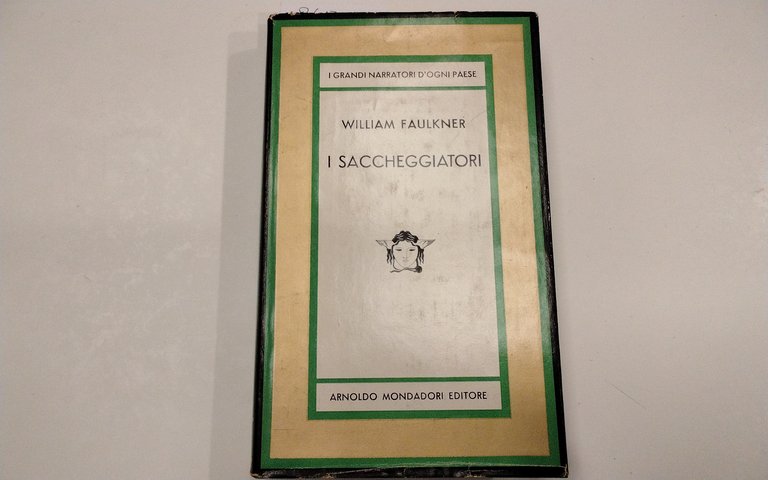 I GRANDI NARRATORI D'OGNI PAESE
WILLIAM FAULKNER
I SACCHEGGIATORI
ARNOLDO MONDADORI EDITORE